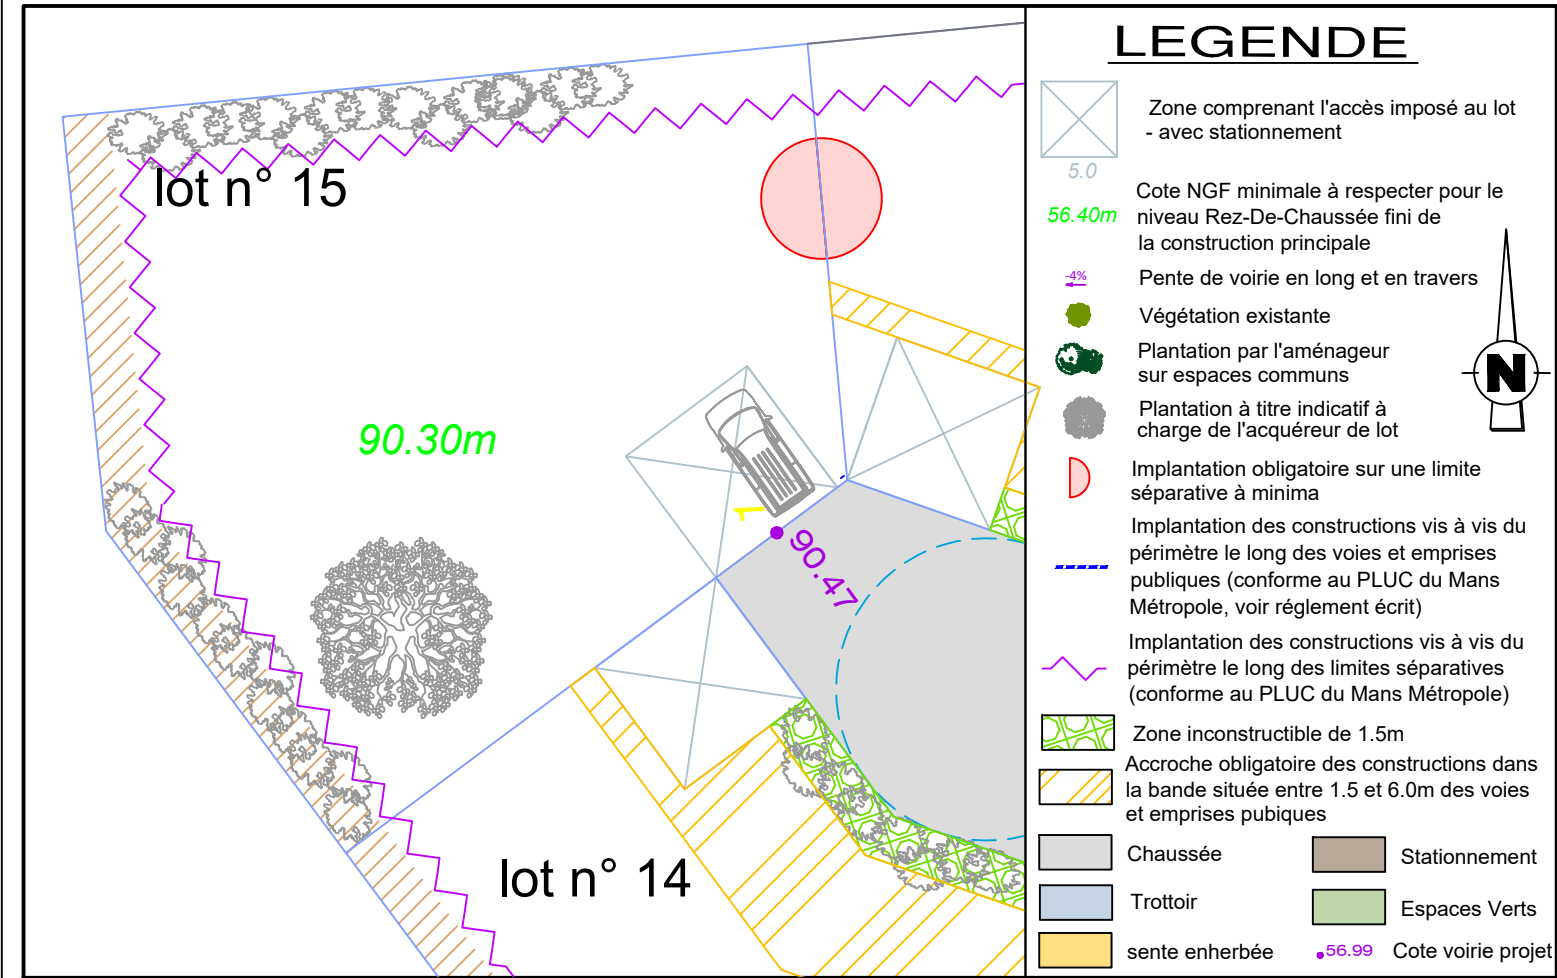 lot n° 15
90.30m
1
90.47
lot n° 14
LEGENDE
Zone comprenant l'accès imposé au lot
- avec stationnement
5.0
56.40m
Cote NGF minimale à respecter pour le
niveau Rez-De-Chaussée fini de
la construction principale
-4%
Pente de voirie en long et en travers
Végétation existante
Plantation par l'aménageur
sur espaces communs
Plantation à titre indicatif à
charge de l'acquéreur de lot
N
Implantation obligatoire sur une limite
séparative à minima
Implantation des constructions vis à vis du
périmètre le long des voies et emprises
publiques (conforme au PLUC du Mans
Métropole, voir réglement écrit)
Implantation des constructions vis à vis du
périmètre le long des limites séparatives
(conforme au PLUC du Mans Métropole)
Zone inconstructible de 1.5m
Accroche obligatoire des constructions dans
la bande située entre 1.5 et 6.0m des voies
et emprises pubiques
Chaussée
Stationnement
Trottoir
Espaces Verts
sente enherbée
56.99
Cote voirie projet